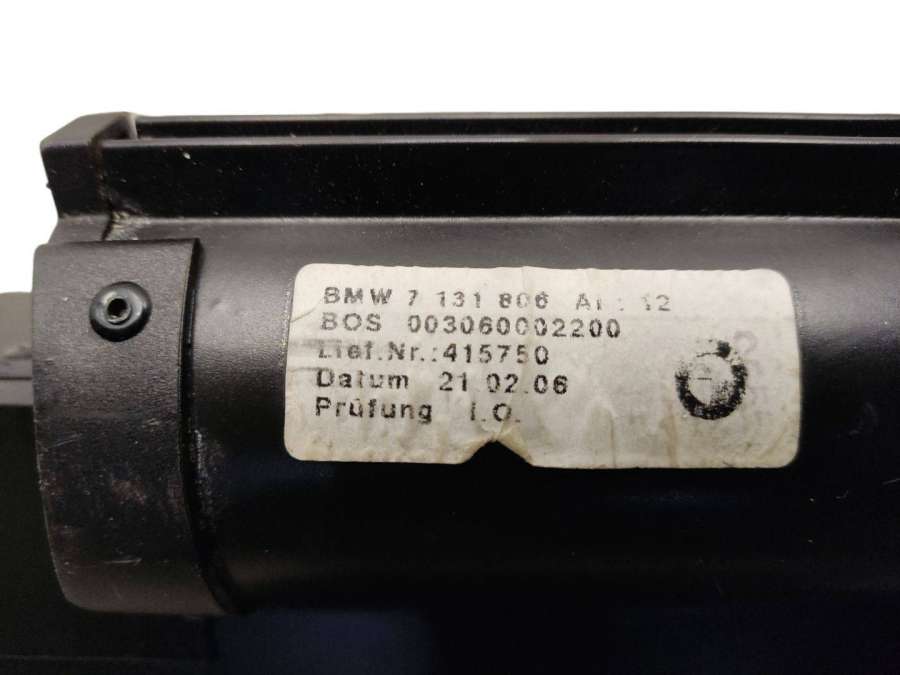 BMW 7 131 806 AI: 12
BOS 003060002200
Lief.Nr.:415750
Datum 21.02.06
Prüfung I.O.